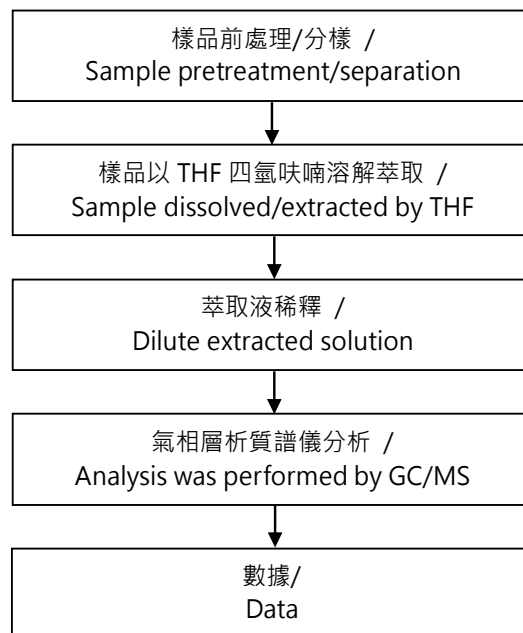 樣品前處理/分樣 /
Sample pretreatment/separation
樣品以 THF 四氫呋喃溶解萃取 /
Sample dissolved/extracted by THF
萃取液稀釋 /
Dilute extracted solution
氣相層析質譜儀分析 /
Analysis was performed by GC/MS
數據/
Data